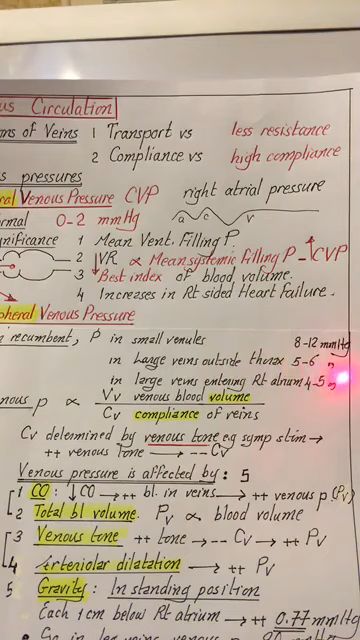 us Circulation
ons of Veins 1 Transport vs less resistance
2 Compliance vs high compliance
s pressures
ral Venous Pressure CVP right atrial pressure
ormal 0-2 mmHg a c v
gnificance 1 Mean Vent. Filling P.
2 ↓VR ∝ Mean systemic filling P - ↑CVP
3 Best index of blood volume.
4 Increases in Rt sided Heart failure.
pheral Venous Pressure
n recumbent, P in small venules 8-12 mmHg
in Large veins outside thorax 5-6 "
in large veins entering Rt atrium 4-5 "
nous p ∝ Vv venous blood volume
Cv compliance of veins
Cv detemined by venous tone eg symp stim →
++ venous tone → -- Cv
Venous pressure is affected by : 5
1 CO : ↓CO → ++ bl. in veins → ++ venous p (Pv)
2 Total bl volume. Pv ∝ blood volume
3 Venous tone ++ tone → -- Cv → ++ Pv
4 Arteriolar dilatation → ++ Pv
5 Gravity : In standing position
Each 1cm below Rt atrium → ++ 0.77 mmHg